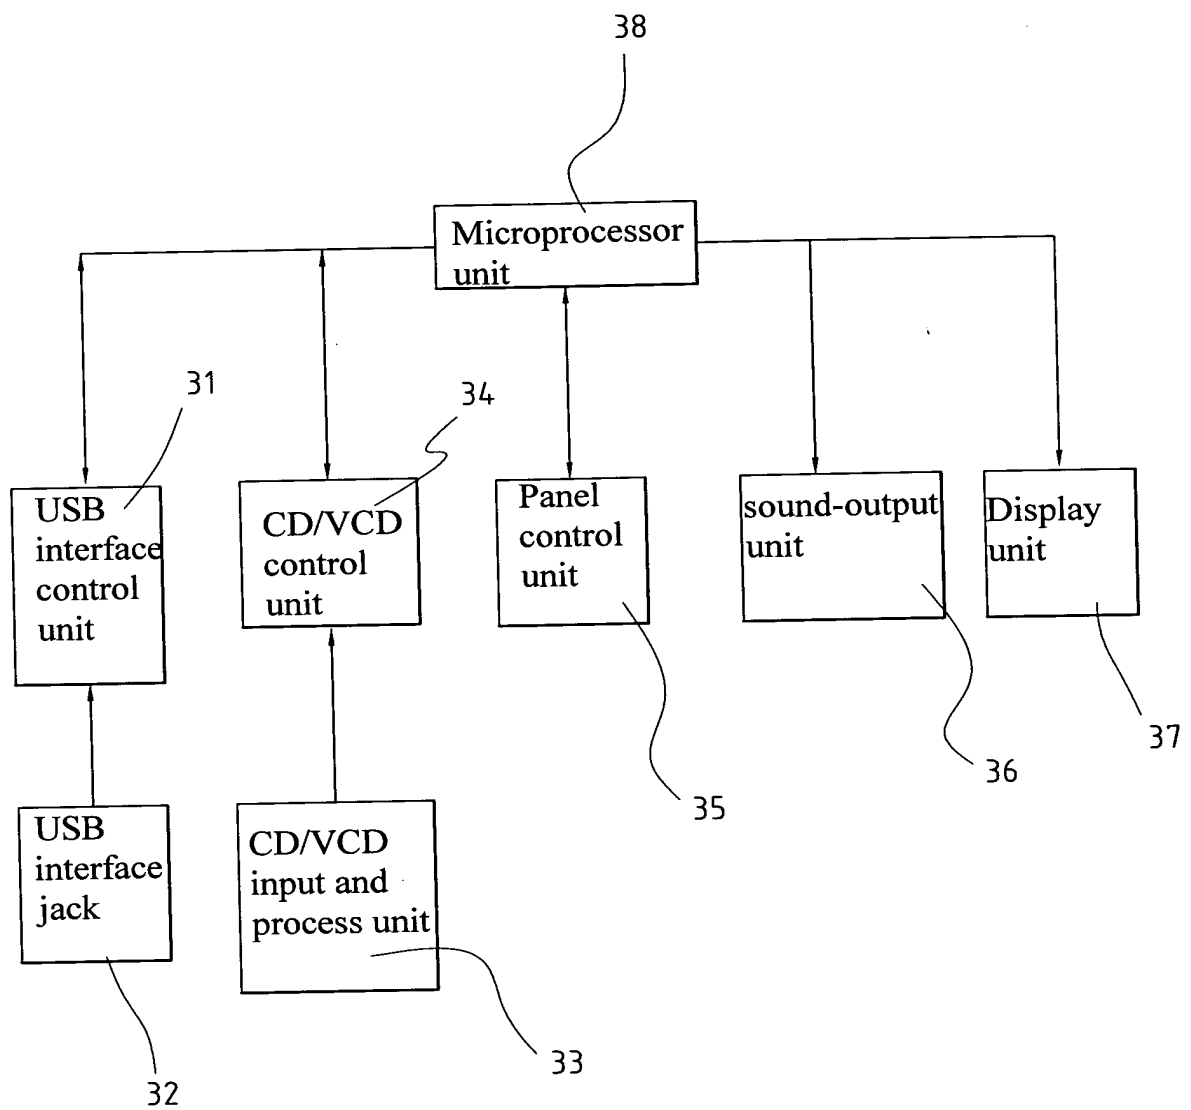 38
Microprocessor
unit
31
34
USB
interface
control
unit
CD/VCD
control
unit
Panel
control
unit
sound-output
unit
Display
unit
37
36
35
USB
interface
jack
CD/VCD
input and
process unit
33
32